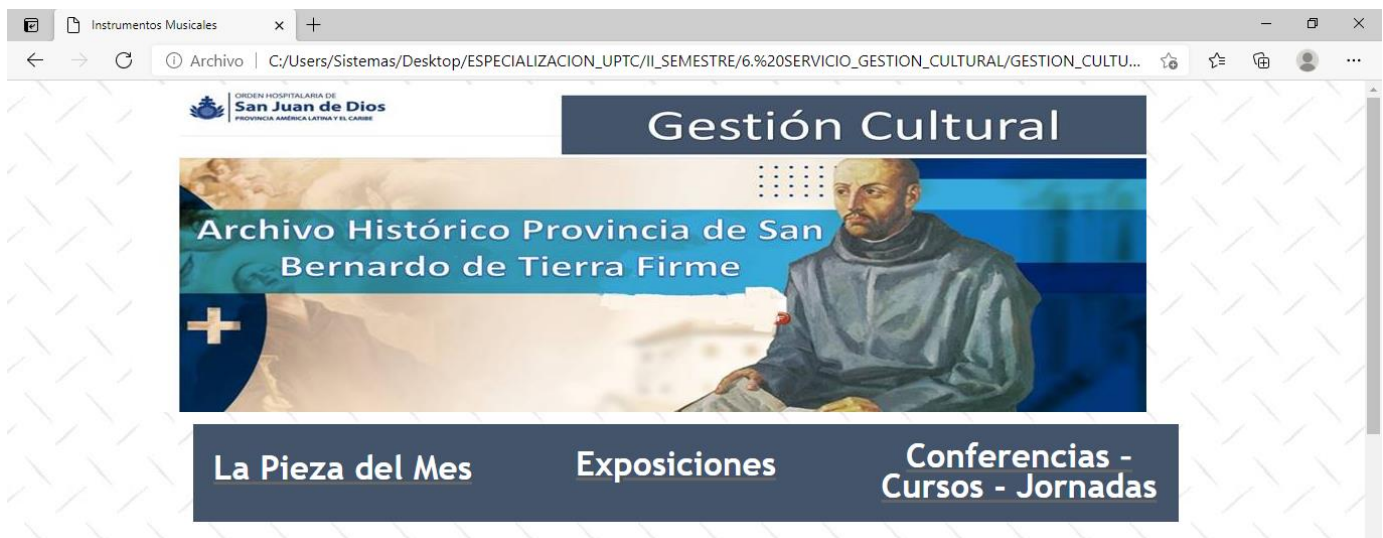 Instrumentos Musicales
Archivo
C:/Users/Sistemas/Desktop/ESPECIALIZACION_UPTC/II_SEMESTRE/6.%20SERVICIO_GESTION_CULTURAL/GESTION_CULTU...
ORDEN HOSPITALARIA DE
San Juan de Dios
PROVINCIA AMÉRICA LATINA Y EL CARIBE
Gestión Cultural
Archivo Histórico Provincia de San
Bernardo de Tierra Firme
La Pieza del Mes
Exposiciones
Conferencias -
Cursos - Jornadas